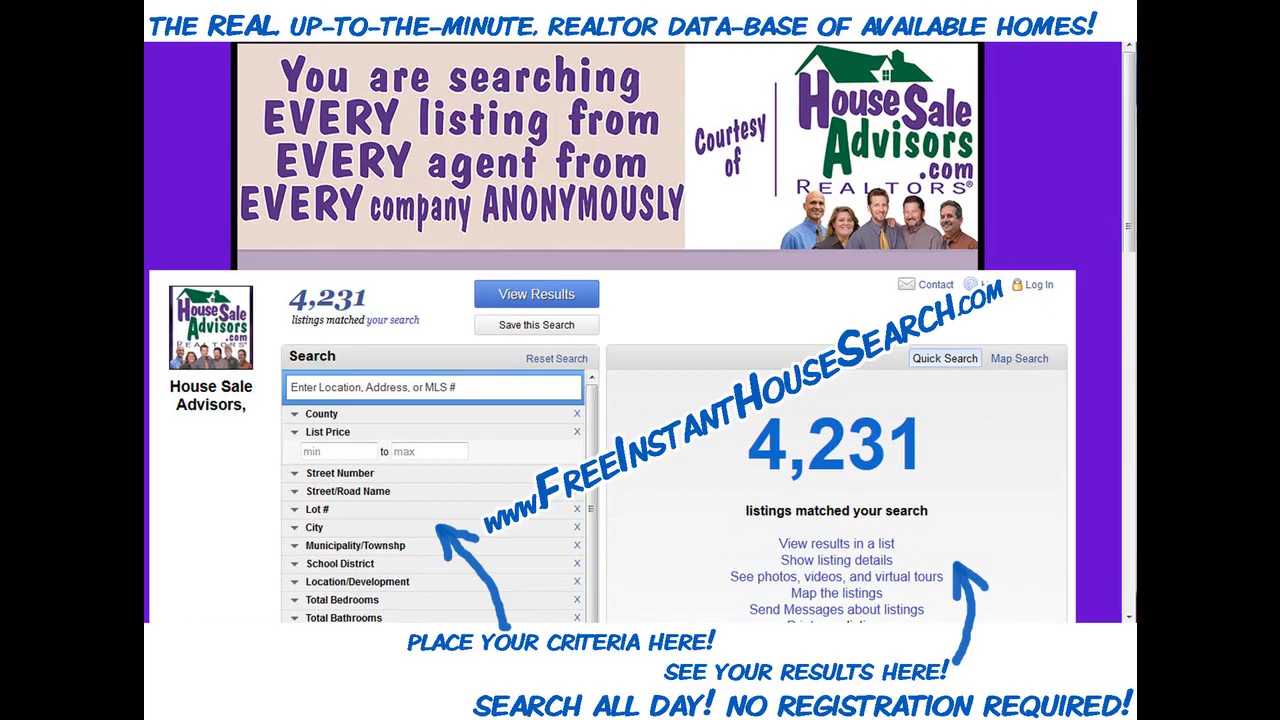 THE REAL, UP-TO-THE-MINUTE, REALTOR DATA-BASE OF AVAILABLE HOMES!
You are searching
EVERY listing from
EVERY agent from
EVERY company ANONYMOUSLY
Courtesy
of
HouseSale
Advisors
.com
REALTORS®
4,231
listings matched your search
View Results
Save this Search
Contact
Log In
HouseSale
Advisors
.com
REALTORS
House Sale
Advisors,
Search
Reset Search
Quick Search
Map Search
Enter Location, Address, or MLS #
County X
List Price X
min to max
Street Number
Street/Road Name
Lot # X
City X
Municipality/Townshp X
School District X
Location/Development X
Total Bedrooms X
Total Bathrooms X
www.FreeInstantHouseSearch.com
4,231
listings matched your search
View results in a list
Show listing details
See photos, videos, and virtual tours
Map the listings
Send Messages about listings
PLACE YOUR CRITERIA HERE!
SEE YOUR RESULTS HERE!
SEARCH ALL DAY! NO REGISTRATION REQUIRED!